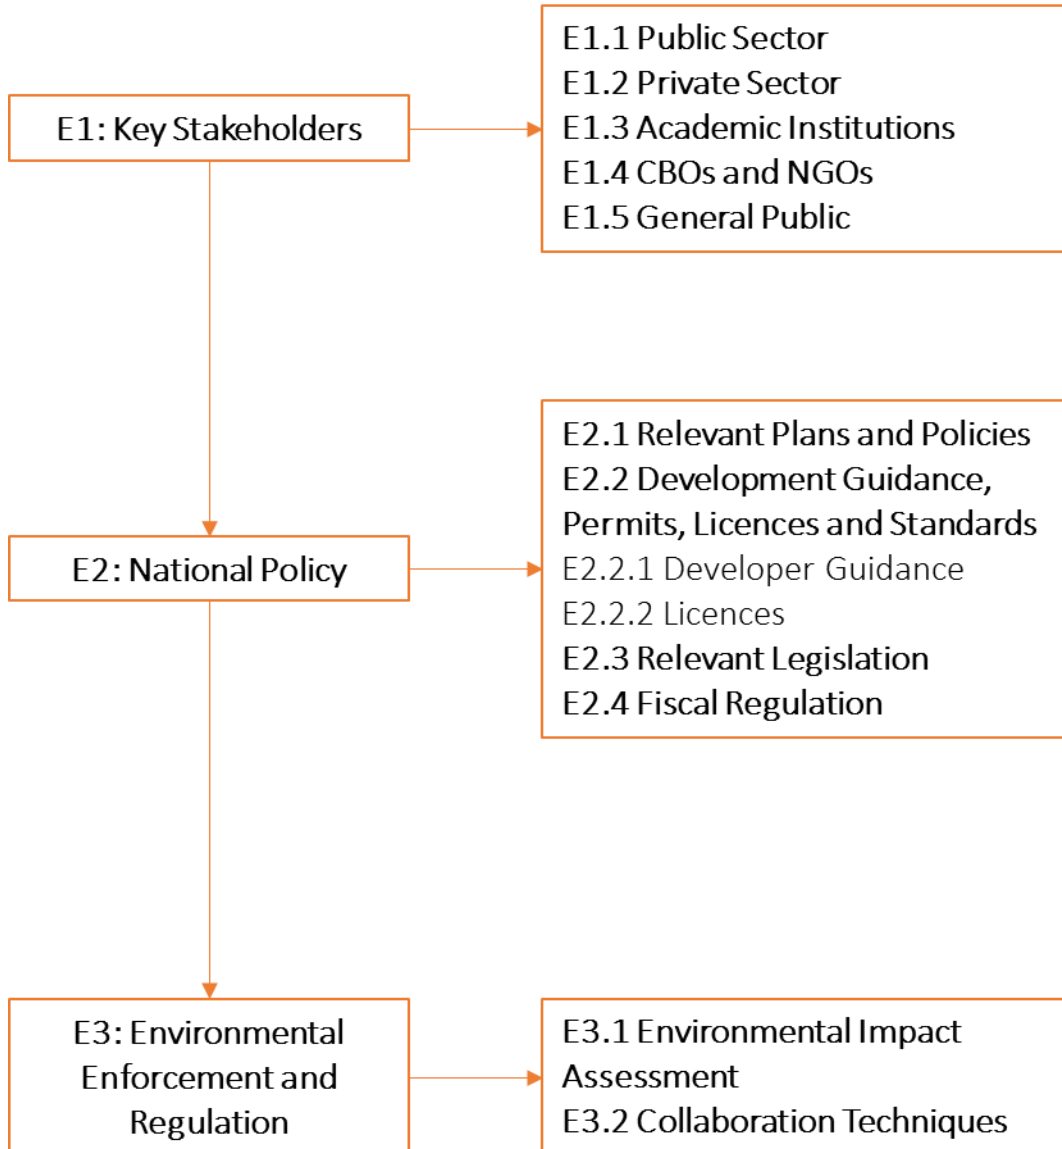 E1: Key Stakeholders
E1.1 Public Sector
E1.2 Private Sector
E1.3 Academic Institutions
E1.4 CBOs and NGOs
E1.5 General Public
E2: National Policy
E2.1 Relevant Plans and Policies
E2.2 Development Guidance,
Permits, Licences and Standards
E2.2.1 Developer Guidance
E2.2.2 Licences
E2.3 Relevant Legislation
E2.4 Fiscal Regulation
E3: Environmental
Enforcement and
Regulation
E3.1 Environmental Impact
Assessment
E3.2 Collaboration Techniques